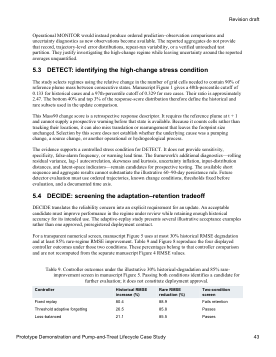 Revision draft
Operational MONITOR would instead produce ordered prediction–observation comparisons and
uncertainty diagnostics as new observations become available. The reported aggregates do not provide
that record, trajectory-level error distributions, repeat-run variability, or a verified untouched test
partition. They justify investigating the high-change regime while leaving uncertainty around the reported
averages unquantified.
5.3 DETECT: identifying the high-change stress condition
The study selects regimes using the relative change in the number of grid cells needed to contain 90% of
reference plume mass between consecutive states. Manuscript Figure 1 gives a 40th-percentile cutoff of
0.133 for historical cases and a 97th-percentile cutoff of 0.329 for rare cases. Their ratio is approximately
2.47. The bottom 40% and top 3% of the response-score distribution therefore define the historical and
rare subsets used in the update comparison.
This Mass90 change score is a retrospective response descriptor. It requires the reference plume at t + 1
and cannot supply a prospective warning before that state is available. Because it counts cells rather than
tracking their locations, it can also miss translation or rearrangement that leaves the footprint size
unchanged. Selection by this score does not establish whether the underlying cause was a pumping
change, a source change, or another operational or hydrogeological process.
The evidence supports a controlled stress condition for DETECT. It does not provide sensitivity,
specificity, false-alarm frequency, or warning lead time. The framework's additional diagnostics—rolling
residual variance, lag-1 autocorrelation, skewness and kurtosis, uncertainty inflation, input-distribution
distances, and latent-space indicators—remain candidates for prospective testing. The available short
sequence and aggregate results cannot substantiate the illustrative 60–90-day persistence rule. Future
detector evaluation must use ordered trajectories, known change conditions, thresholds fixed before
evaluation, and a documented time axis.
5.4 DECIDE: screening the adaptation–retention tradeoff
DECIDE translates the reliability concern into an explicit requirement for an update. An acceptable
candidate must improve performance in the regime under review while retaining enough historical
accuracy for its intended use. The adaptive-replay study presents several illustrative acceptance examples
rather than one approved, preregistered deployment contract.
For a transparent numerical screen, manuscript Figure 5 uses at most 30% historical RMSE degradation
and at least 85% rare-regime RMSE improvement. Table 9 and Figure 8 reproduce the four displayed
controller outcomes under those two conditions. These percentages belong to that controller comparison
and are not recomputed from the separate manuscript Figure 4 RMSE values.
Table 9. Controller outcomes under the illustrative 30% historical-degradation and 85% rare-
improvement screen in manuscript Figure 5. Passing both conditions identifies a candidate for
further evaluation; it does not constitute deployment approval.
Controller Historical RMSE increase (%) Rare RMSE reduction (%) Two-condition screen
Fixed replay
Fails retention
Threshold adaptive forgetting
Passes
Loss-balanced
Passes
Prototype Demonstration and Pump-and-Treat Lifecycle Case Study 43